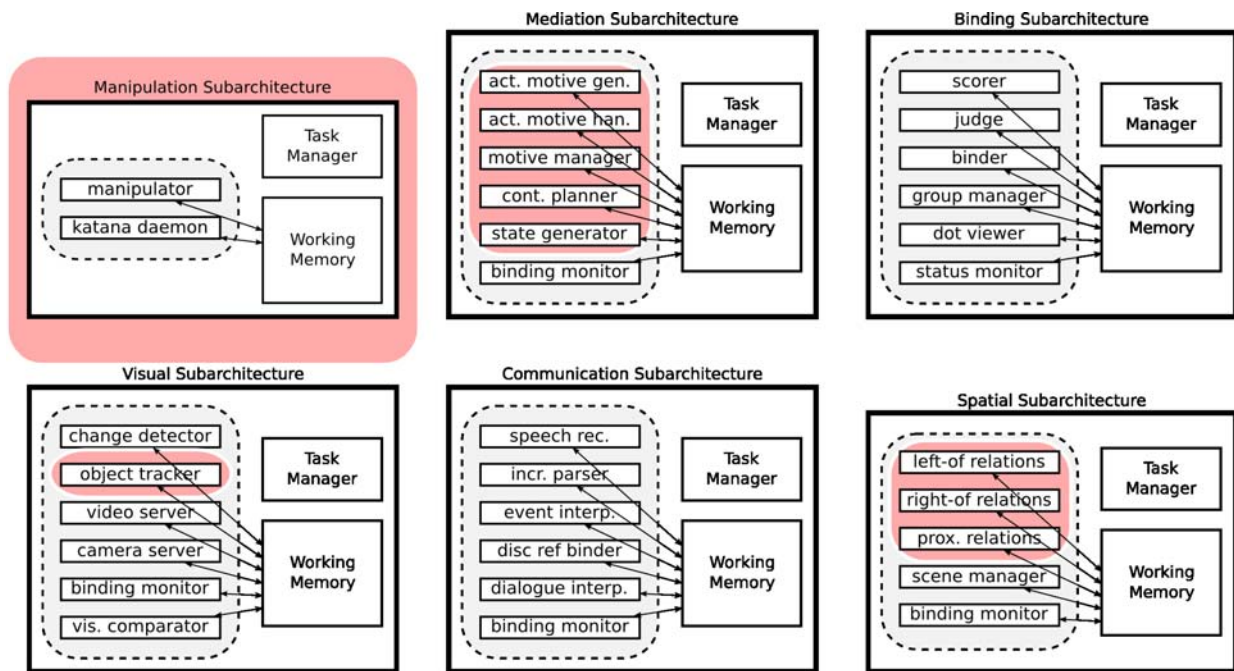 Manipulation Subarchitecture
manipulator
katana daemon
Task
Manager
Working
Memory
Mediation Subarchitecture
act. motive gen.
act. motive han.
motive manager
cont. planner
state generator
binding monitor
Task
Manager
Working
Memory
Binding Subarchitecture
scorer
judge
binder
group manager
dot viewer
status monitor
Task
Manager
Working
Memory
Visual Subarchitecture
change detector
object tracker
video server
camera server
binding monitor
vis. comparator
Task
Manager
Working
Memory
Communication Subarchitecture
speech rec.
incr. parser
event interp.
disc ref binder
dialogue interp.
binding monitor
Task
Manager
Working
Memory
Spatial Subarchitecture
left-of relations
right-of relations
prox. relations
scene manager
binding monitor
Task
Manager
Working
Memory